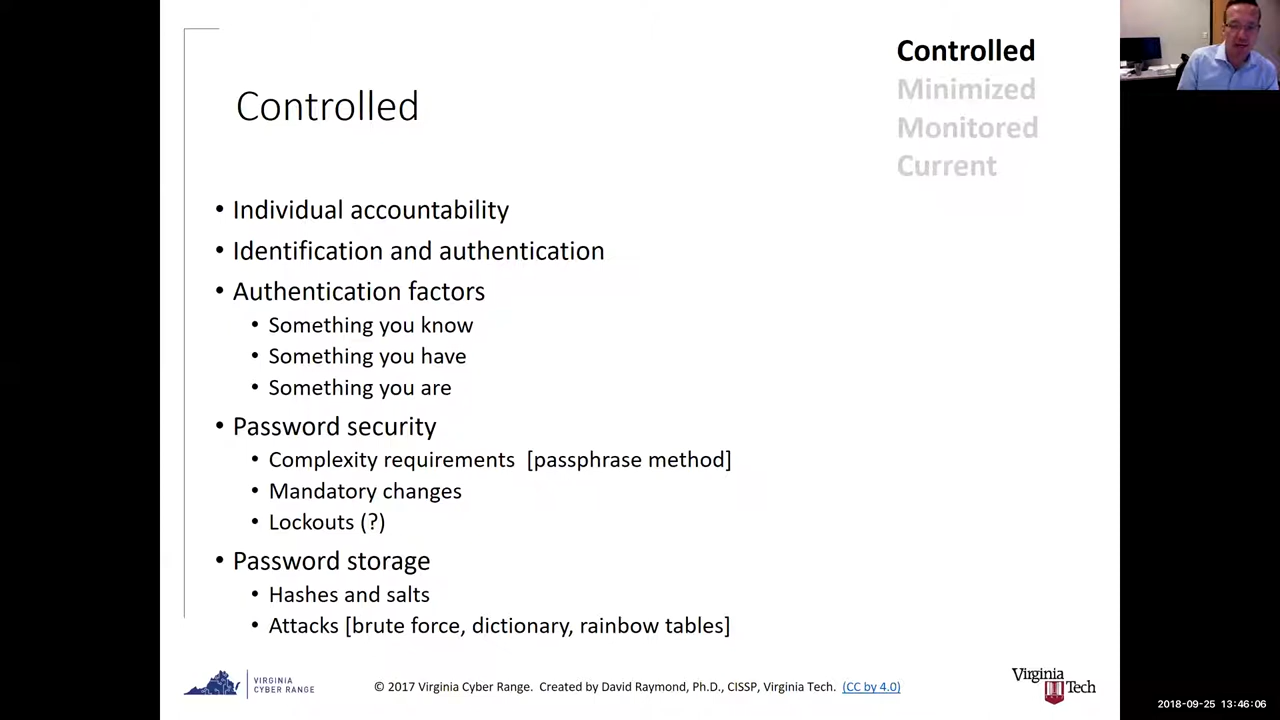 Controlled
Minimized
Monitored
Current
Controlled
• Individual accountability
• Identification and authentication
• Authentication factors
• Something you know
• Something you have
• Something you are
• Password security
• Complexity requirements [passphrase method]
• Mandatory changes
• Lockouts (?)
• Password storage
• Hashes and salts
• Attacks [brute force, dictionary, rainbow tables]
VIRGINIA
CYBER RANGE
© 2017 Virginia Cyber Range. Created by David Raymond, Ph.D., CISSP, Virginia Tech. (CC by 4.0)
Virginia
Tech
2018-09-25 13:46:06